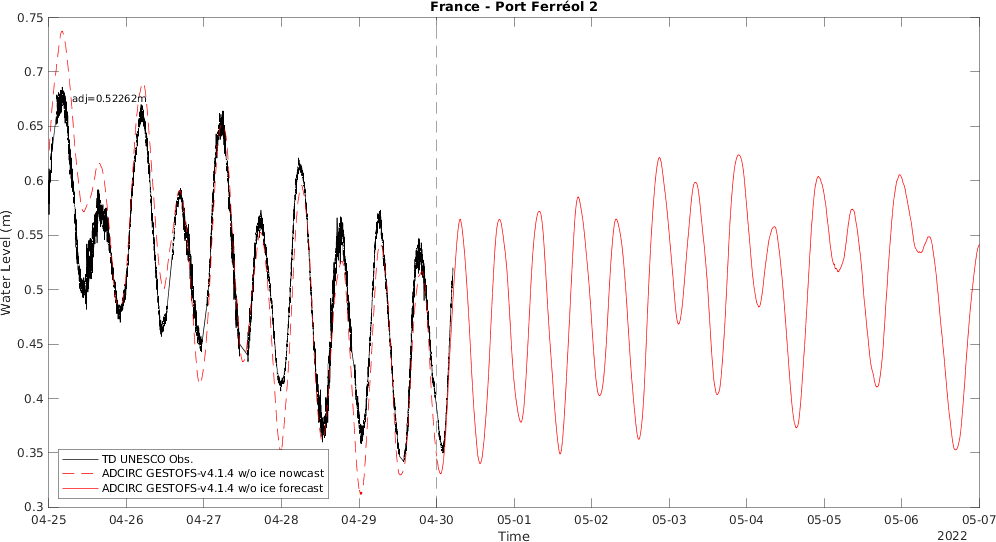 France - Port Ferréol 2
0.75
0.7
0.65
0.6
0.55
0.5
0.45
0.4
0.35
0.3
Water Level (m)
adj=0.52262m
TD UNESCO Obs.
ADCIRC GESTOFS-v4.1.4 w/o ice nowcast
ADCIRC GESTOFS-v4.1.4 w/o ice forecast
04-25 04-26 04-27 04-28 04-29 04-30 05-01 05-02 05-03 05-04 05-05 05-06 05-07
Time
2022